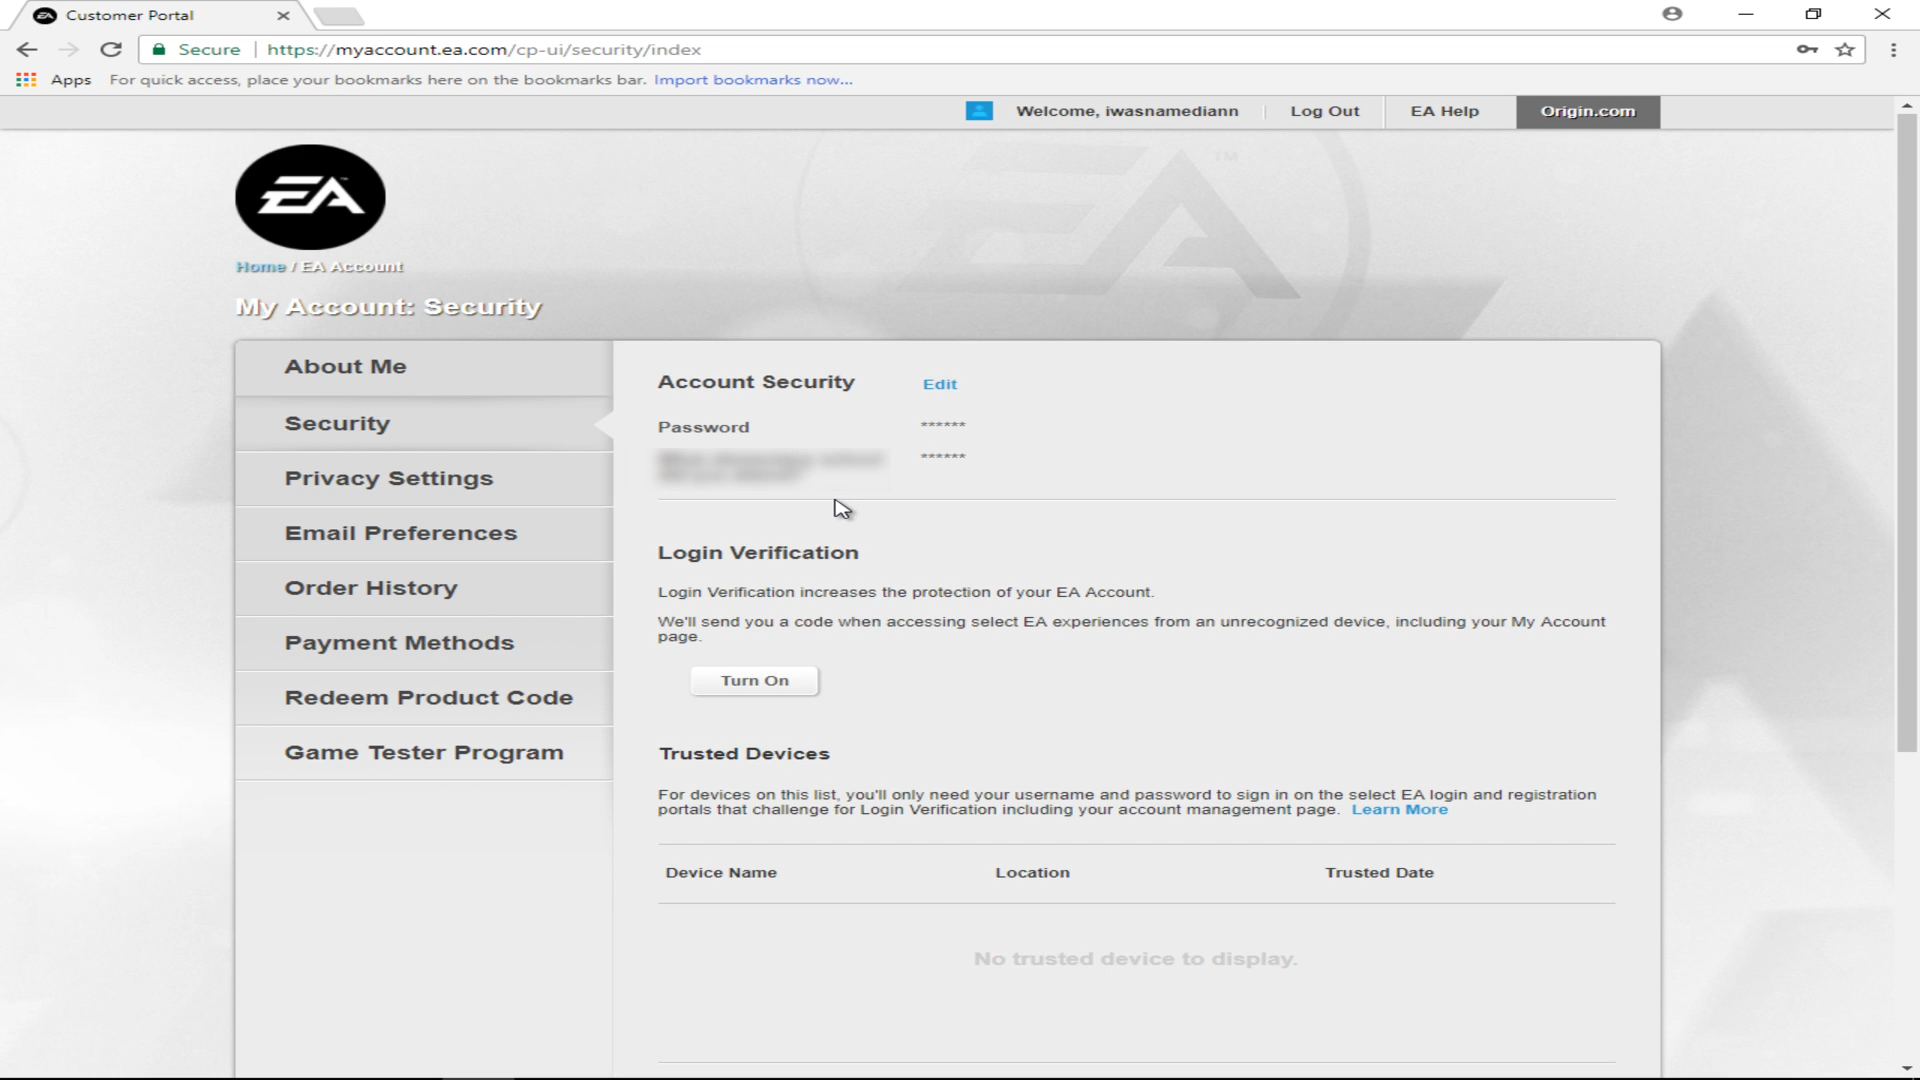 Customer Portal
Secure | https://myaccount.ea.com/cp-ui/security/index
Apps For quick access, place your bookmarks here on the bookmarks bar. Import bookmarks now...
Welcome, iwasnamediann | Log Out EA Help Origin.com
EA
TM
Home / EA Account
My Account: Security
About Me
Security
Privacy Settings
Email Preferences
Order History
Payment Methods
Redeem Product Code
Game Tester Program
Account Security Edit
Password ******
******
Login Verification
Login Verification increases the protection of your EA Account.
We'll send you a code when accessing select EA experiences from an unrecognized device, including your My Account
page.
Turn On
Trusted Devices
For devices on this list, you'll only need your username and password to sign in on the select EA login and registration
portals that challenge for Login Verification including your account management page. Learn More
Device Name Location Trusted Date
No trusted device to display.